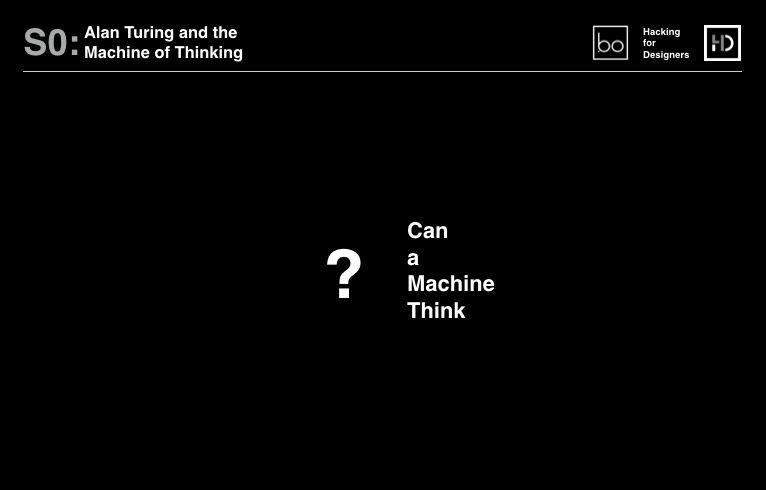 S0:
Alan Turing and the
Machine of Thinking
bo
Hacking
for
Designers
HD
?
Can
a
Machine
Think